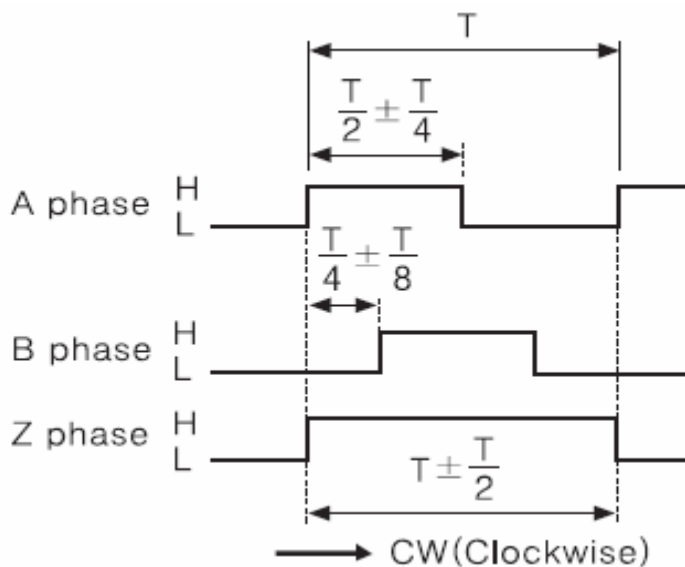 T
T/2 ± T/4
A phase H
L
T/4 ± T/8
B phase H
L
Z phase H
L
T ± T/2
CW(Clockwise)